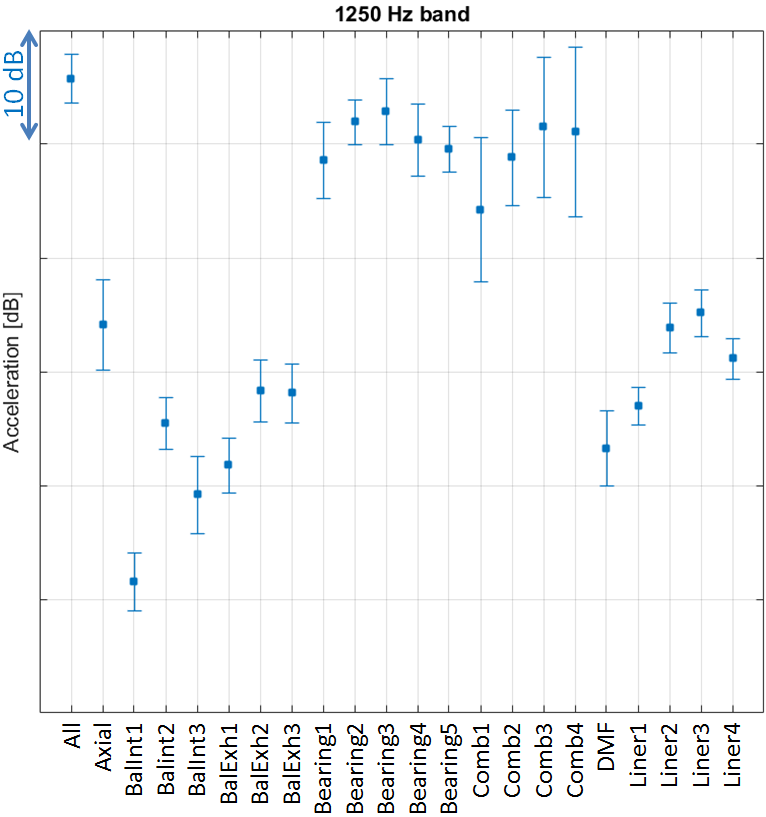 1250 Hz band
10 dB
Acceleration [dB]
All
Axial
BalInt1
Balint2
BalInt3
BalExh1
BalExh2
BalExh3
Bearing1
Bearing2
Bearing3
Bearing4
Bearing5
Comb1
Comb2
Comb3
Comb4
DMF
Liner1
Liner2
Liner3
Liner4